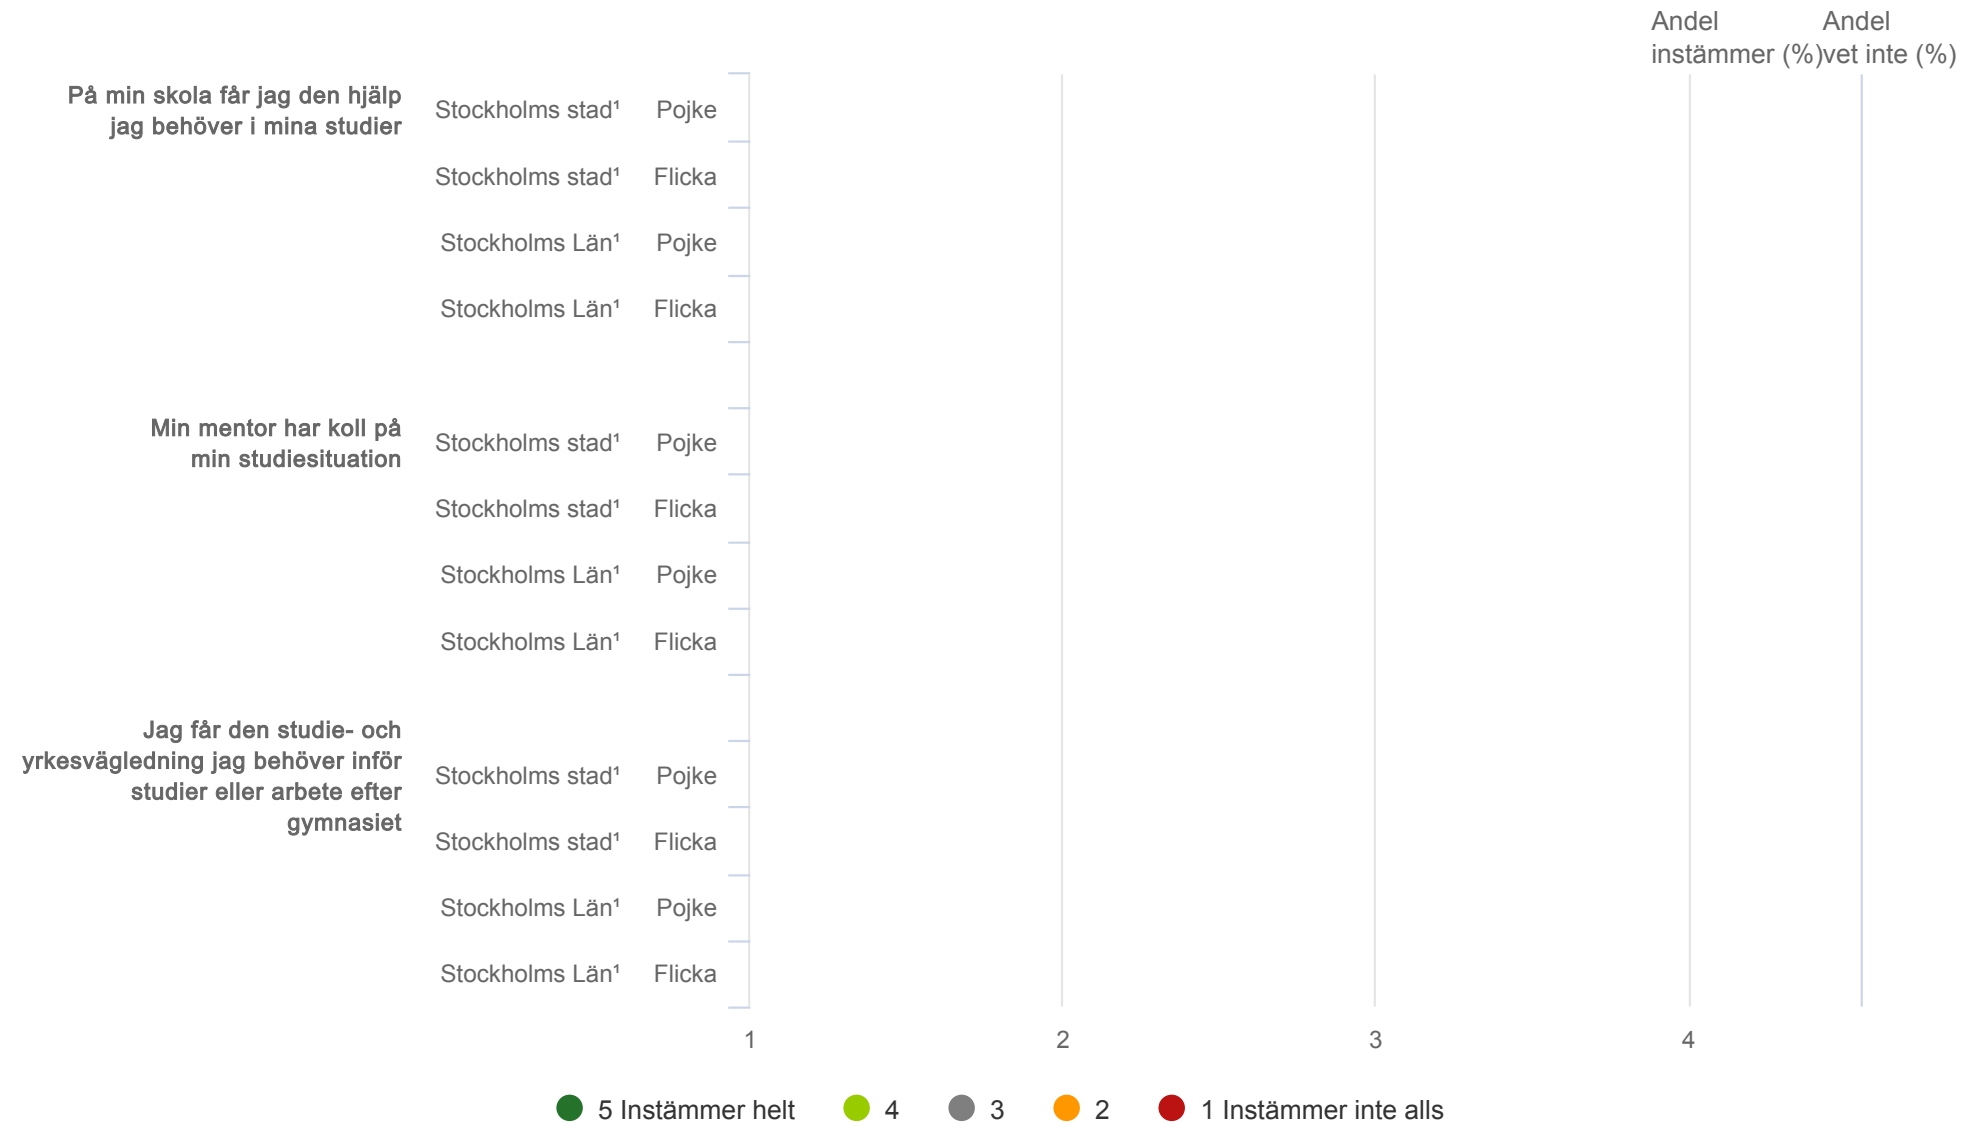 Andel Andel
instämmer (%) vet inte (%)
På min skola får jag den hjälp
jag behöver i mina studier
Stockholms stad¹ Pojke
Stockholms stad¹ Flicka
Stockholms Län¹ Pojke
Stockholms Län¹ Flicka
Min mentor har koll på
min studiesituation
Stockholms stad¹ Pojke
Stockholms stad¹ Flicka
Stockholms Län¹ Pojke
Stockholms Län¹ Flicka
Jag får den studie- och
yrkesvägledning jag behöver inför
studier eller arbete efter
gymnasiet
Stockholms stad¹ Pojke
Stockholms stad¹ Flicka
Stockholms Län¹ Pojke
Stockholms Län¹ Flicka
1 2 3 4
5 Instämmer helt 4 3 2 1 Instämmer inte alls